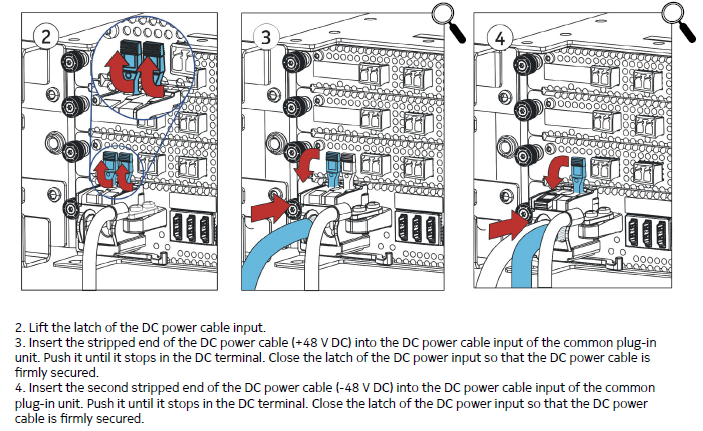 2
3
4
2. Lift the latch of the DC power cable input.
3. Insert the stripped end of the DC power cable (+48 V DC) into the DC power cable input of the common plug-in
unit. Push it until it stops in the DC terminal. Close the latch of the DC power input so that the DC power cable is
firmly secured.
4. Insert the second stripped end of the DC power cable (-48 V DC) into the DC power cable input of the common
plug-in unit. Push it until it stops in the DC terminal. Close the latch of the DC power input so that the DC power
cable is firmly secured.